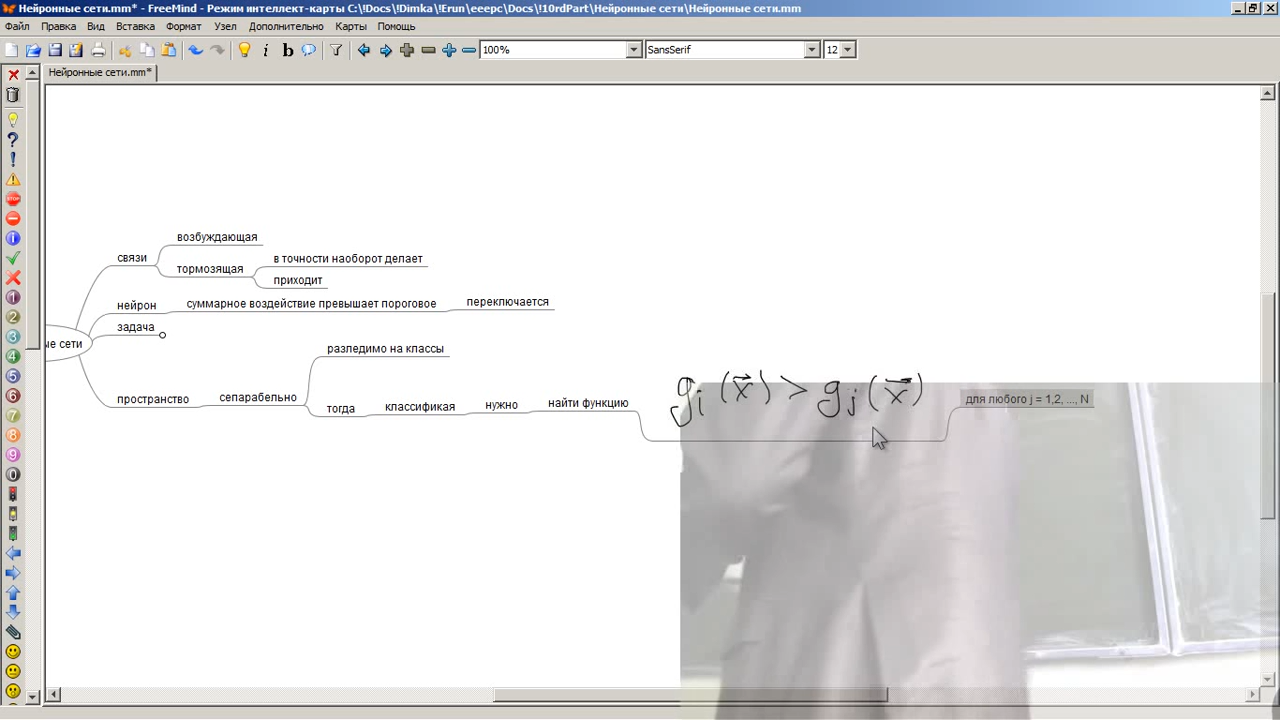 Нейронные сети.mm* - FreeMind - Режим интеллект-карты C:\!Docs\!Dimka\!Erun\eeepc\Docs\!10rdPart\Нейронные сети\Нейронные сети.mm
Файл Правка Вид Вставка Формат Узел Дополнительно Карты Помощь
100% SansSerif 12
Нейронные сети.mm*
возбуждающая
связи
в точности наоборот делает
тормозящая
приходит
нейрон суммарное воздействие превышает пороговое переключается
задача
ые сети
разледимо на классы
пространство сепарабельно
тогда классификая нужно найти функцию
g_i (x⃗) > g_j (x⃗)
для любого j = 1,2, ..., N